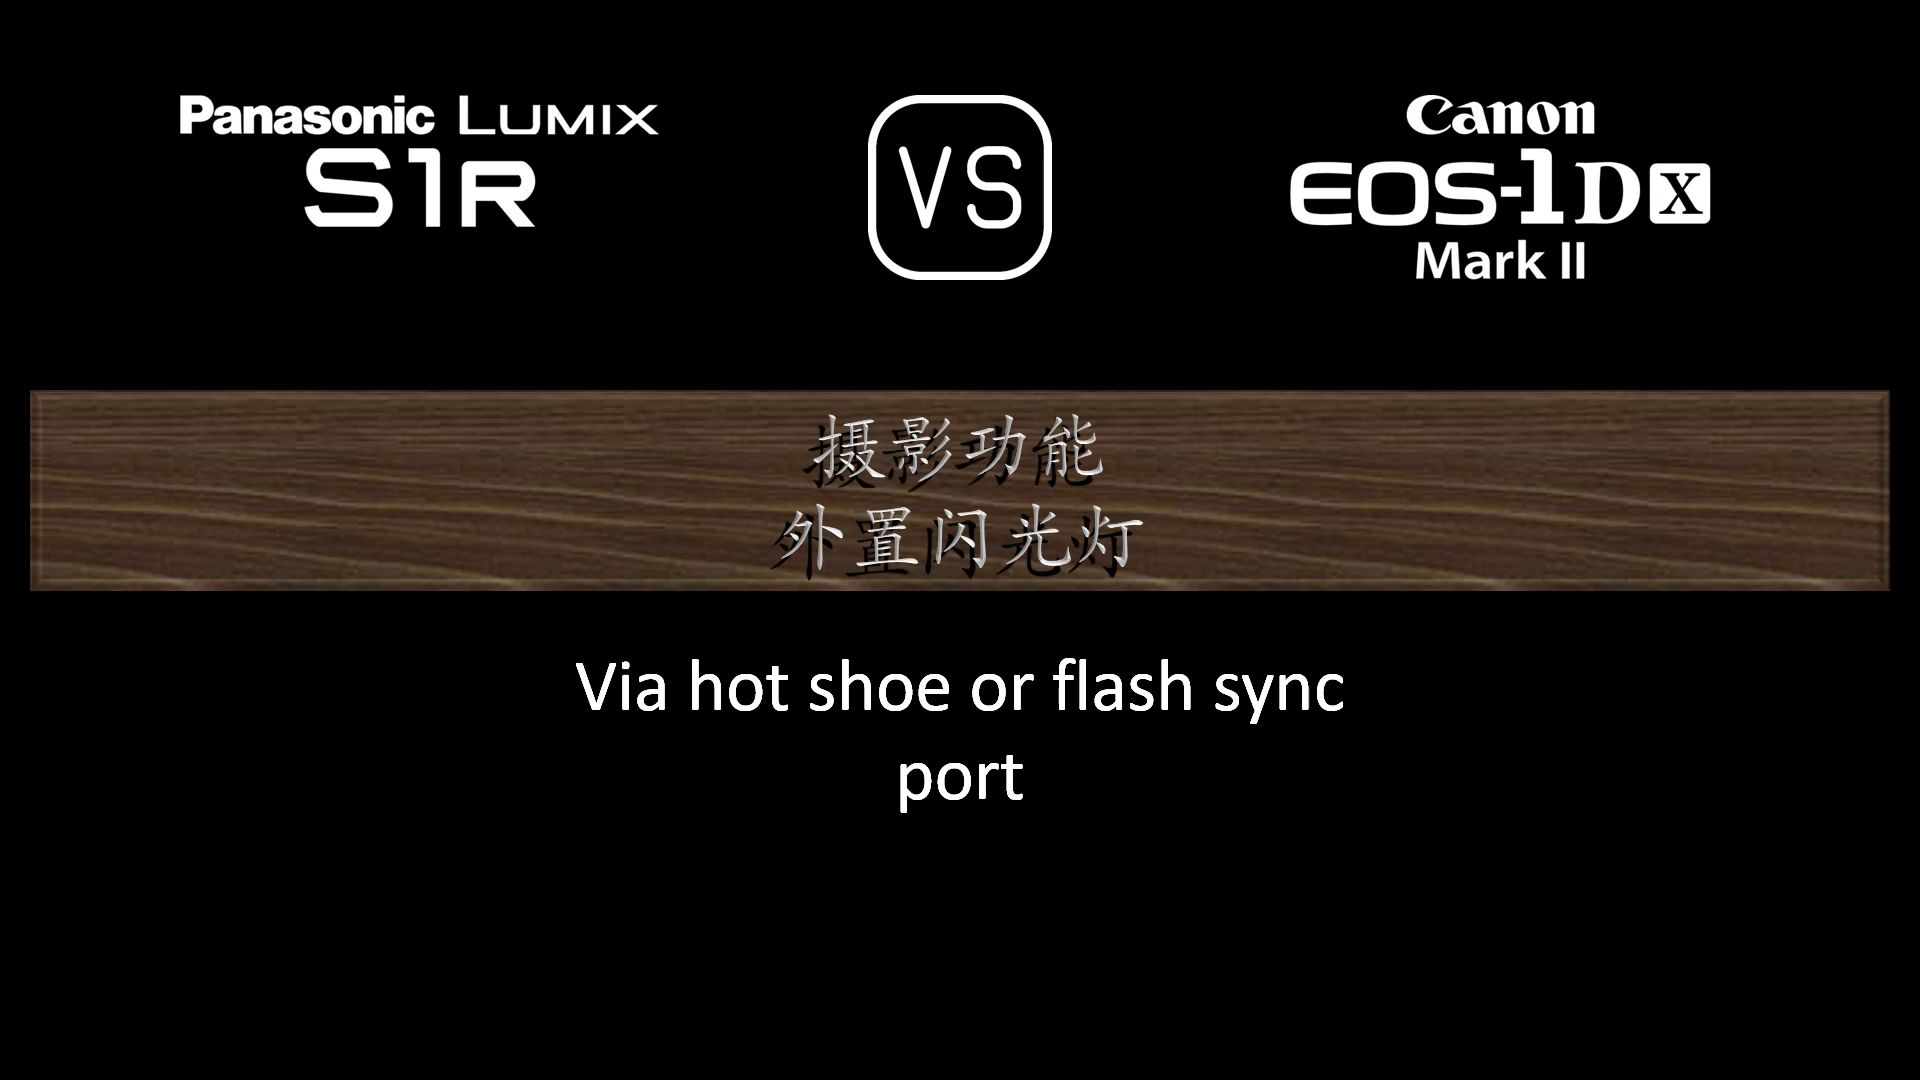 Panasonic LUMIX
S1R
VS
Canon
EOS-1DX
Mark II
摄影功能
外置闪光灯
Via hot shoe or flash sync
port